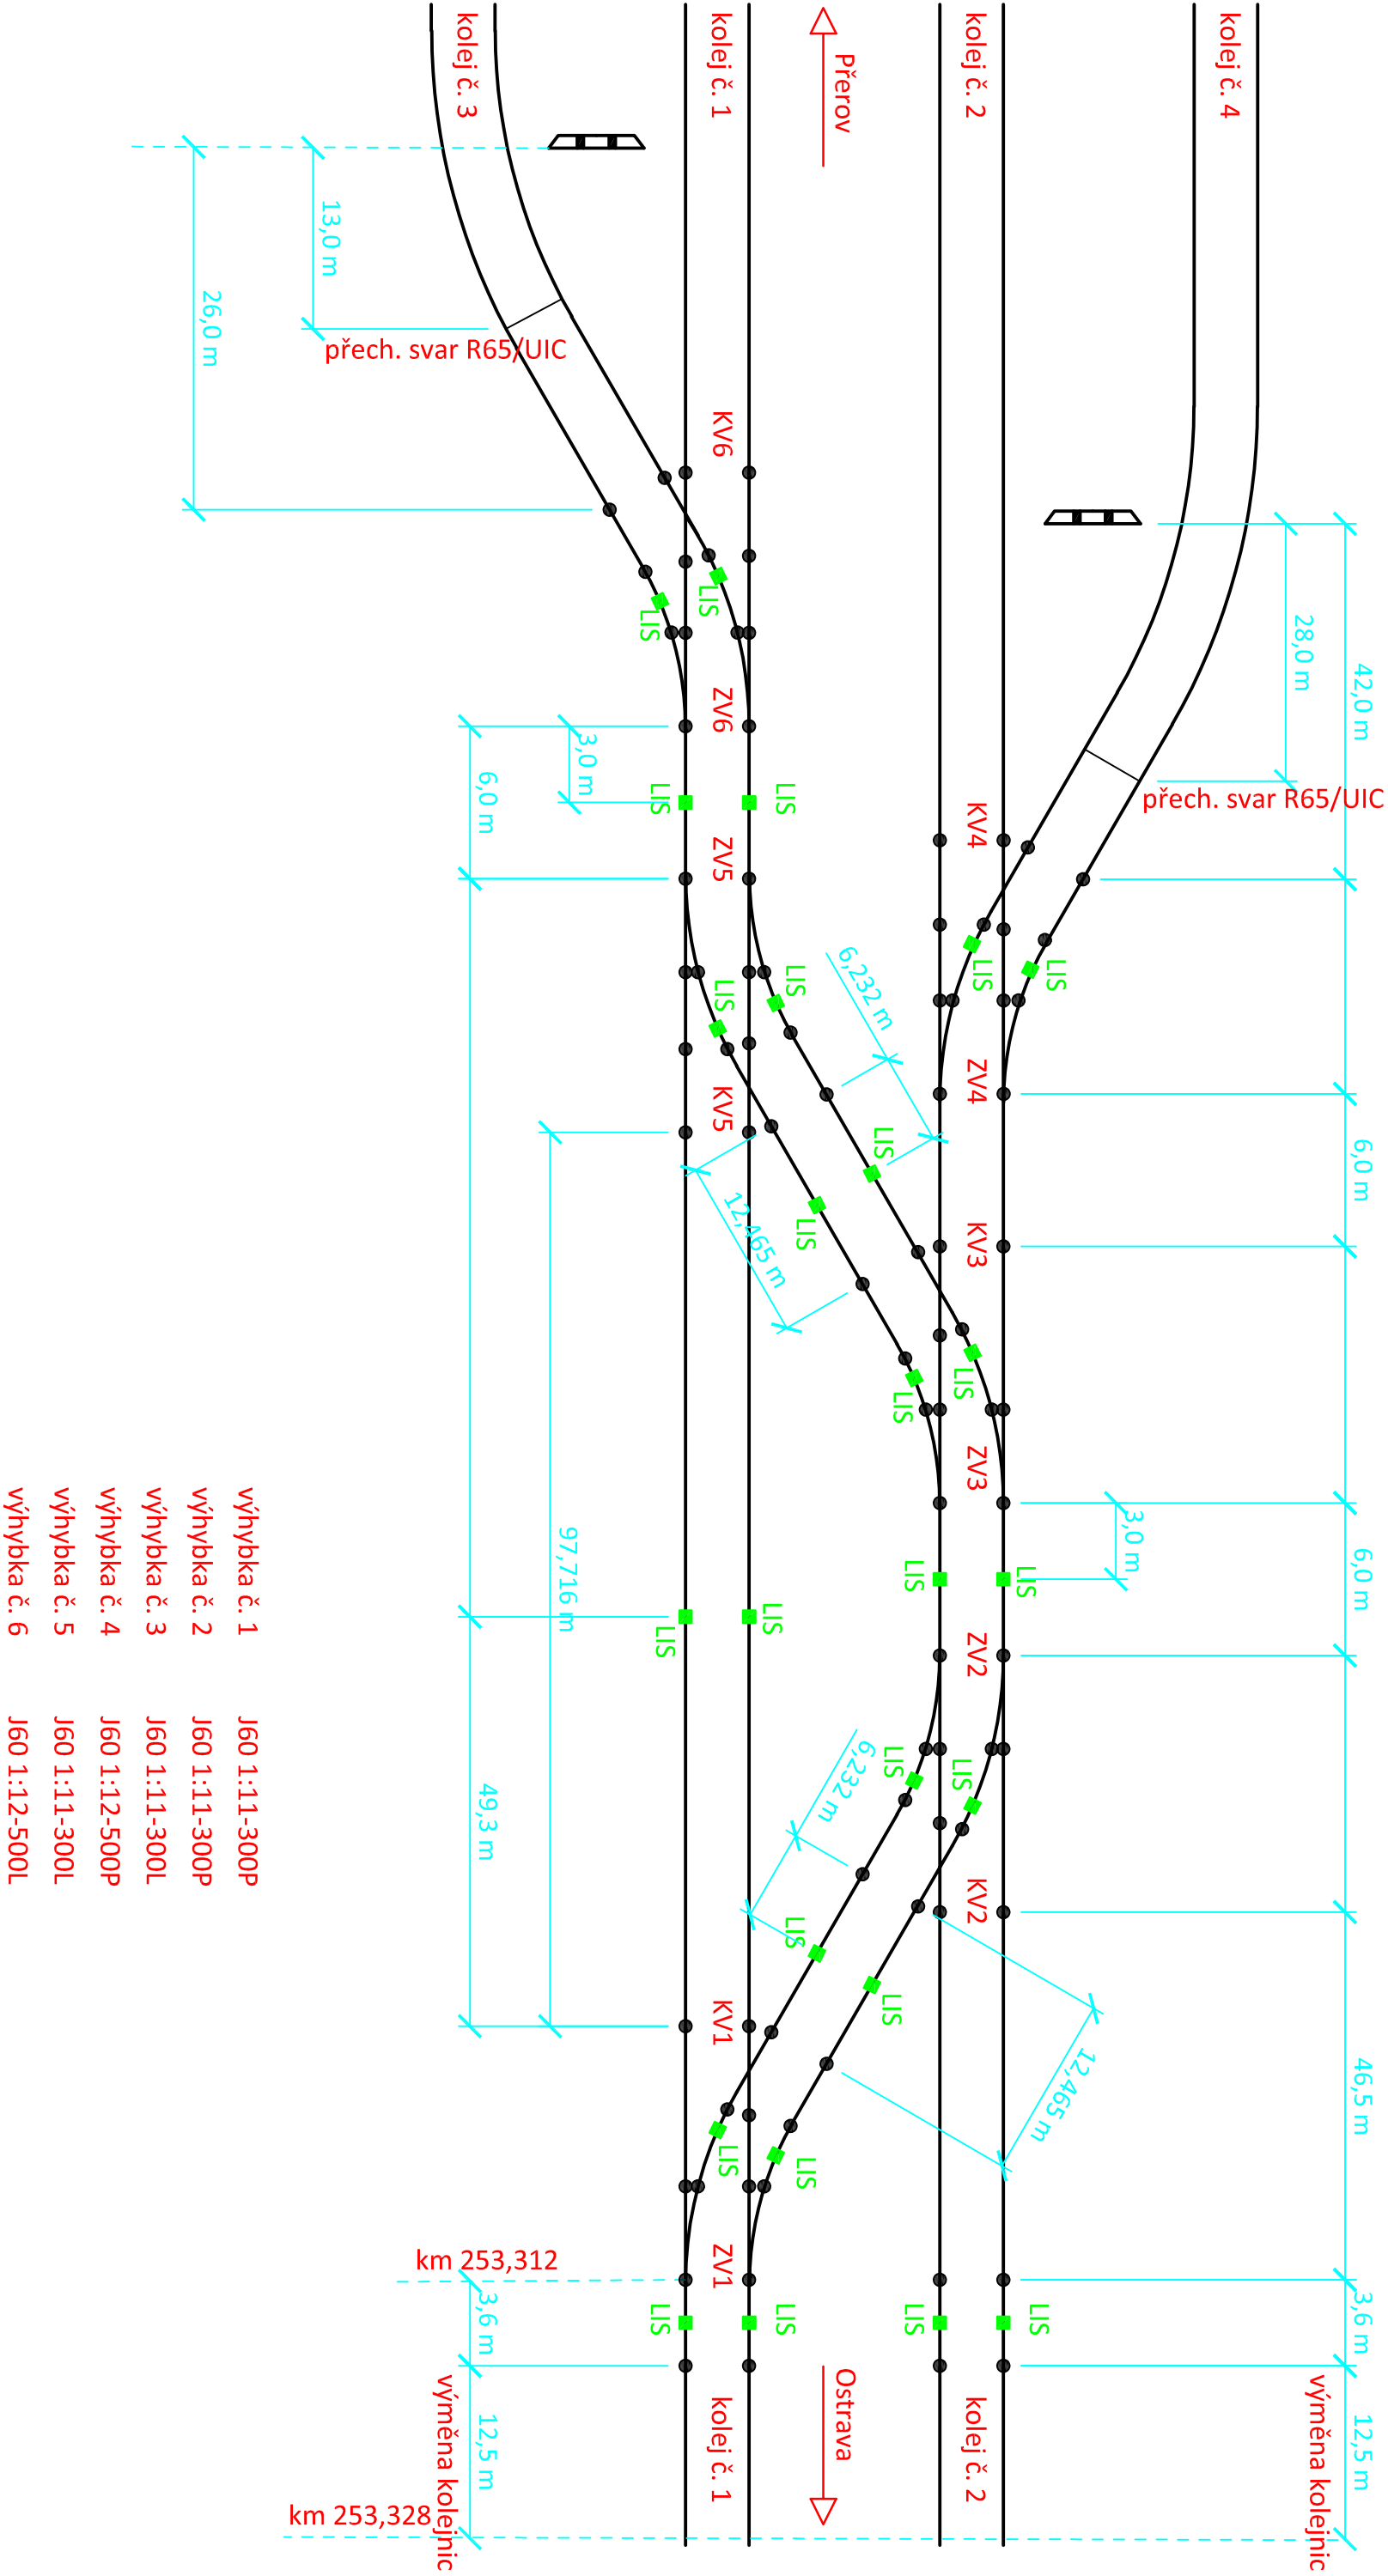 kolej č. 3
kolej č. 1
Přerov
kolej č. 2
kolej č. 4
13,0 m
26,0 m
přech. svar R65/UIC
KV6
LIS
LIS
28,0 m
42,0 m
ZV6
3,0 m
6,0 m
LIS
LIS
přech. svar R65/UIC
KV4
ZV5
LIS
LIS
LIS
LIS
6,232 m
ZV4
KV5
6,0 m
LIS
LIS
12,465 m
KV3
LIS
LIS
ZV3
3,0 m
6,0 m
LIS
LIS
97,716 m
LIS
LIS
ZV2
LIS
LIS
6,232 m
49,3 m
KV2
LIS
LIS
KV1
12,465 m
46,5 m
LIS
LIS
ZV1
km 253,312
3,6 m
LIS
LIS
LIS
LIS
3,6 m
výměna kolejnic
12,5 m
kolej č. 1
Ostrava
kolej č. 2
výměna kolejnic
12,5 m
km 253,328
výhybka č. 1 J60 1:11-300P
výhybka č. 2 J60 1:11-300P
výhybka č. 3 J60 1:11-300L
výhybka č. 4 J60 1:12-500P
výhybka č. 5 J60 1:11-300L
výhybka č. 6 J60 1:12-500L